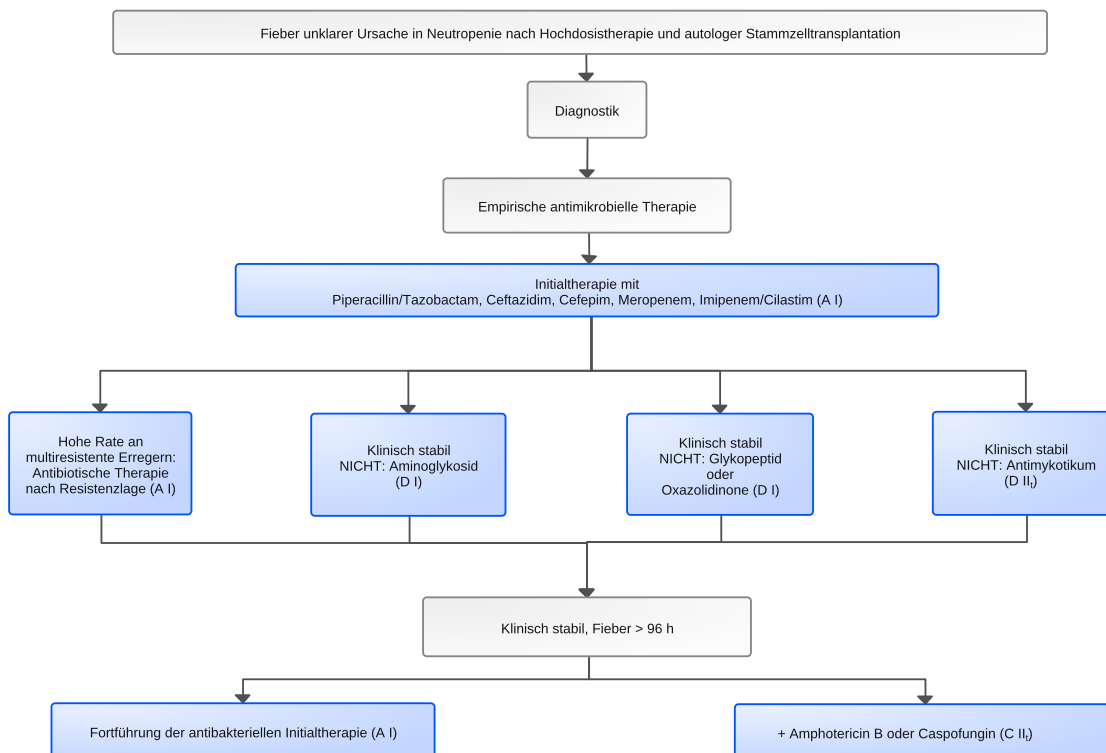 Fieber unklarer Ursache in Neutropenie nach Hochdosistherapie und autologer Stammzelltransplantation
Diagnostik
Empirische antimikrobielle Therapie
Initialtherapie mit
Piperacillin/Tazobactam, Ceftazidim, Cefepim, Meropenem, Imipenem/Cilastim (A I)
Hohe Rate an
multiresistente Erregern:
Antibiotische Therapie
nach Resistenzlage (A I)
Klinisch stabil
NICHT: Aminoglykosid
(D I)
Klinisch stabil
NICHT: Glykopeptid
oder
Oxazolidinone (D I)
Klinisch stabil
NICHT: Antimykotikum
(D IIt)
Klinisch stabil, Fieber > 96 h
Fortführung der antibakteriellen Initialtherapie (A I)
+ Amphotericin B oder Caspofungin (C IIt)